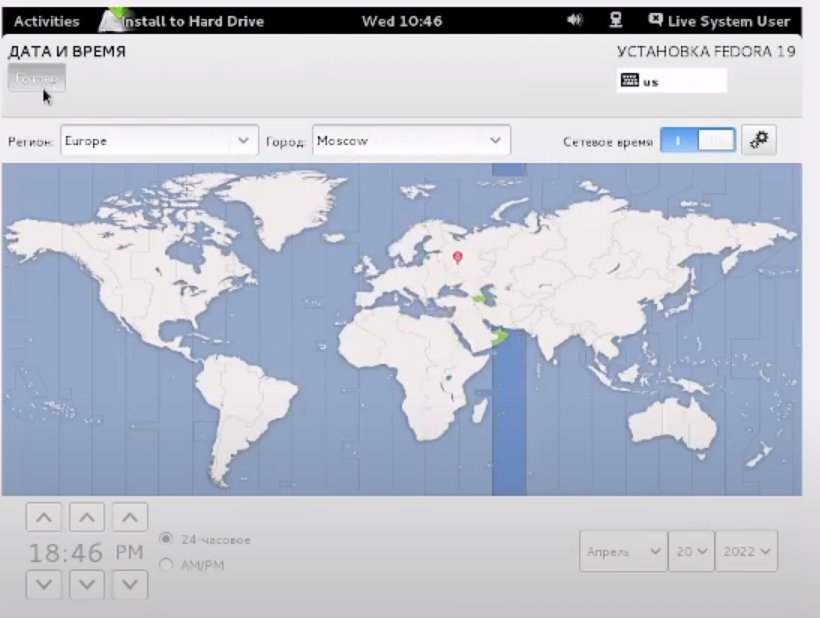 Activities Install to Hard Drive Wed 10:46 Live System User
ДАТА И ВРЕМЯ УСТАНОВКА FEDORA 19
Готово us
Регион: Europe Город: Moscow Сетевое время
24-часовое
18:46 PM Апрель 20 2022
AM/PM